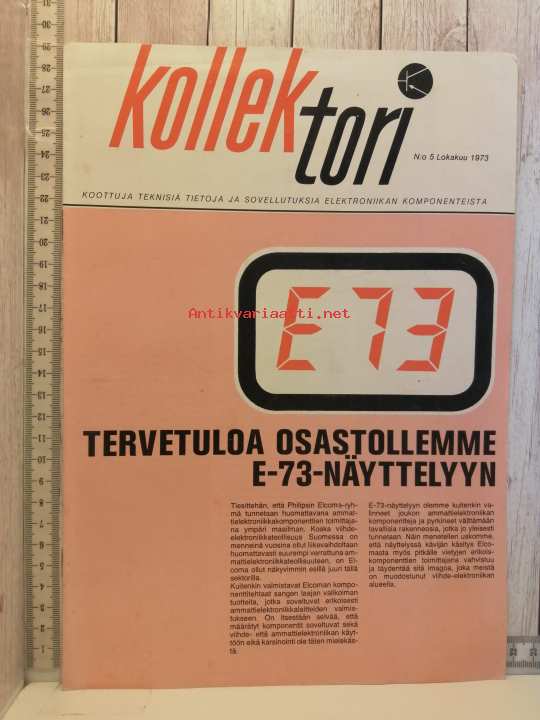 kollek
tori
N:o 5 Lokakuu 1973
KOOTTUJA TEKNISIÄ TIETOJA JA SOVELLUTUKSIA ELEKTRONIIKAN KOMPONENTEISTA
E73
Antikvariaatti.net
TERVETULOA OSASTOLLEMME
E-73-NÄYTTELYYN
Tiesittehän, että Philipsin Elcoma-ryh-
mä tunnetaan huomattavana ammat-
tielektroniikkakomponenttien toimittaja-
na ympäri maailman. Koska viihde-
elektroniikkateollisuus Suomessa on
menneinä vuosina ollut liikevaihdoltaan
huomattavasti suurempi verrattuna am-
mattielektroniikkateollisuuteen, on El-
coma ollut näkyvimmin esillä juuri tällä
sektorilla.
Kuitenkin valmistavat Elcoman kompo-
nenttitehtaat sangen laajan valikoiman
tuotteita, jotka soveltuvat erikoisesti
ammattielektroniikkalaitteiden valmis-
tukseen. On itsestään selvää, että
määrätyt komponentit soveltuvat sekä
viihde- että ammattielektroniikan käyt-
töön eikä karsinointi ole täten mielekäs-
tä.
E-73-näyttelyyn olemme kuitenkin va-
linneet joukon ammattielektroniikan
komponentteja ja pyrkineet välttämään
tavallisia rakenneosia, jotka jo yleisesti
tunnetaan. Näin menetellen uskomme,
että näyttelyssä kävijän käsitys Elco-
masta myös pitkälle vietyjen erikois-
komponenttien toimittajana vahvistuu
ja täydentää sitä imagoa, joka meistä
on muodostunut viihde-elektroniikan
alueella.